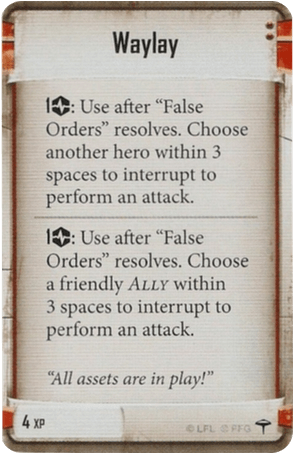 Waylay
1: Use after “False
Orders” resolves. Choose
another hero within 3
spaces to interrupt to
perform an attack.
1: Use after “False
Orders” resolves. Choose
a friendly ALLY within
3 spaces to interrupt to
perform an attack.
“All assets are in play!”
4 XP
© LFL © FFG